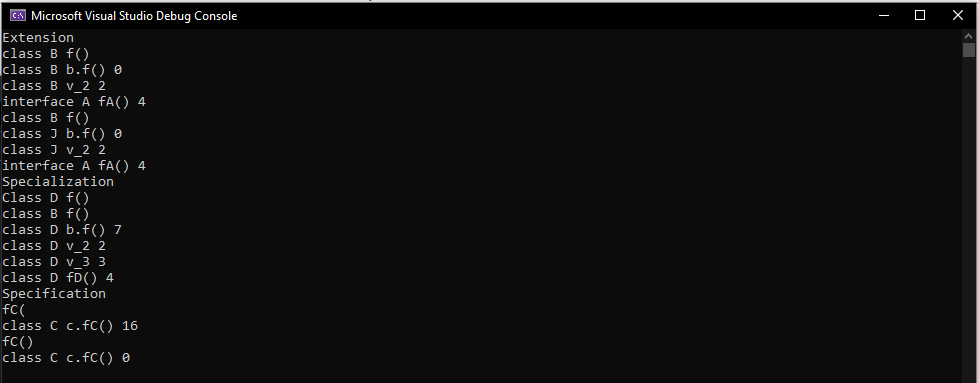 Microsoft Visual Studio Debug Console
Extension
class B f()
class B b.f() 0
class B v_2 2
interface A fA() 4
class B f()
class J b.f() 0
class J v_2 2
interface A fA() 4
Specialization
Class D f()
class B f()
class D b.f() 7
class D v_2 2
class D v_3 3
class D fD() 4
Specification
fC(
class C c.fC() 16
fC()
class C c.fC() 0